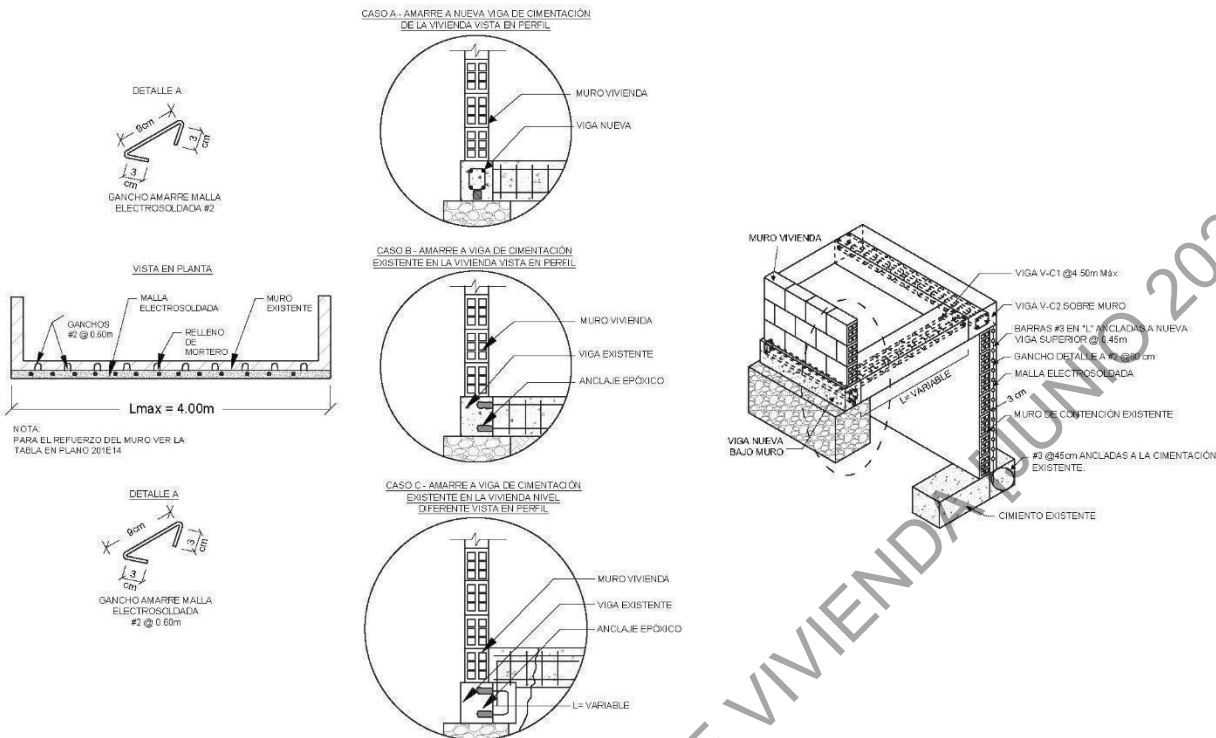 DETALLE A
9cm
3
cm
3
cm
GANCHO AMARRE MALLA
ELECTROSOLDADA #2
VISTA EN PLANTA
MALLA
ELECTROSOLDADA
MURO
EXISTENTE
GANCHOS
#2 @ 0.60m
RELLENO
DE
MORTERO
Lmax = 4.00m
NOTA:
PARA EL REFUERZO DEL MURO VER LA
TABLA EN PLANO 201E14
DETALLE A
9cm
3
cm
3
cm
GANCHO AMARRE MALLA
ELECTROSOLDADA
#2 @ 0.60m
CASO A - AMARRE A NUEVA VIGA DE CIMENTACIÓN
DE LA VIVIENDA VISTA EN PERFIL
MURO VIVIENDA
VIGA NUEVA
CASO B - AMARRE A VIGA DE CIMENTACIÓN
EXISTENTE EN LA VIVIENDA VISTA EN PERFIL
MURO VIVIENDA
VIGA EXISTENTE
ANCLAJE EPÓXICO
CASO C - AMARRE A VIGA DE CIMENTACIÓN
EXISTENTE EN LA VIVIENDA NIVEL
DIFERENTE VISTA EN PERFIL
MURO VIVIENDA
VIGA EXISTENTE
ANCLAJE EPÓXICO
L= VARIABLE
MURO VIVIENDA
VIGA V-C1 @4.50m Máx
VIGA V-C2 SOBRE MURO
BARRAS #3 EN "L" ANCLADAS A NUEVA
VIGA SUPERIOR @ 0.45m
GANCHO DETALLE A #2 @60 cm
MALLA ELECTROSOLDADA
3 cm
L= VARIABLE
MURO DE CONTENCIÓN EXISTENTE
VIGA NUEVA
BAJO MURO
#3 @45cm ANCLADAS A LA CIMENTACIÓN
EXISTENTE.
CIMIENTO EXISTENTE
E VIVIENDA JUNIO 202